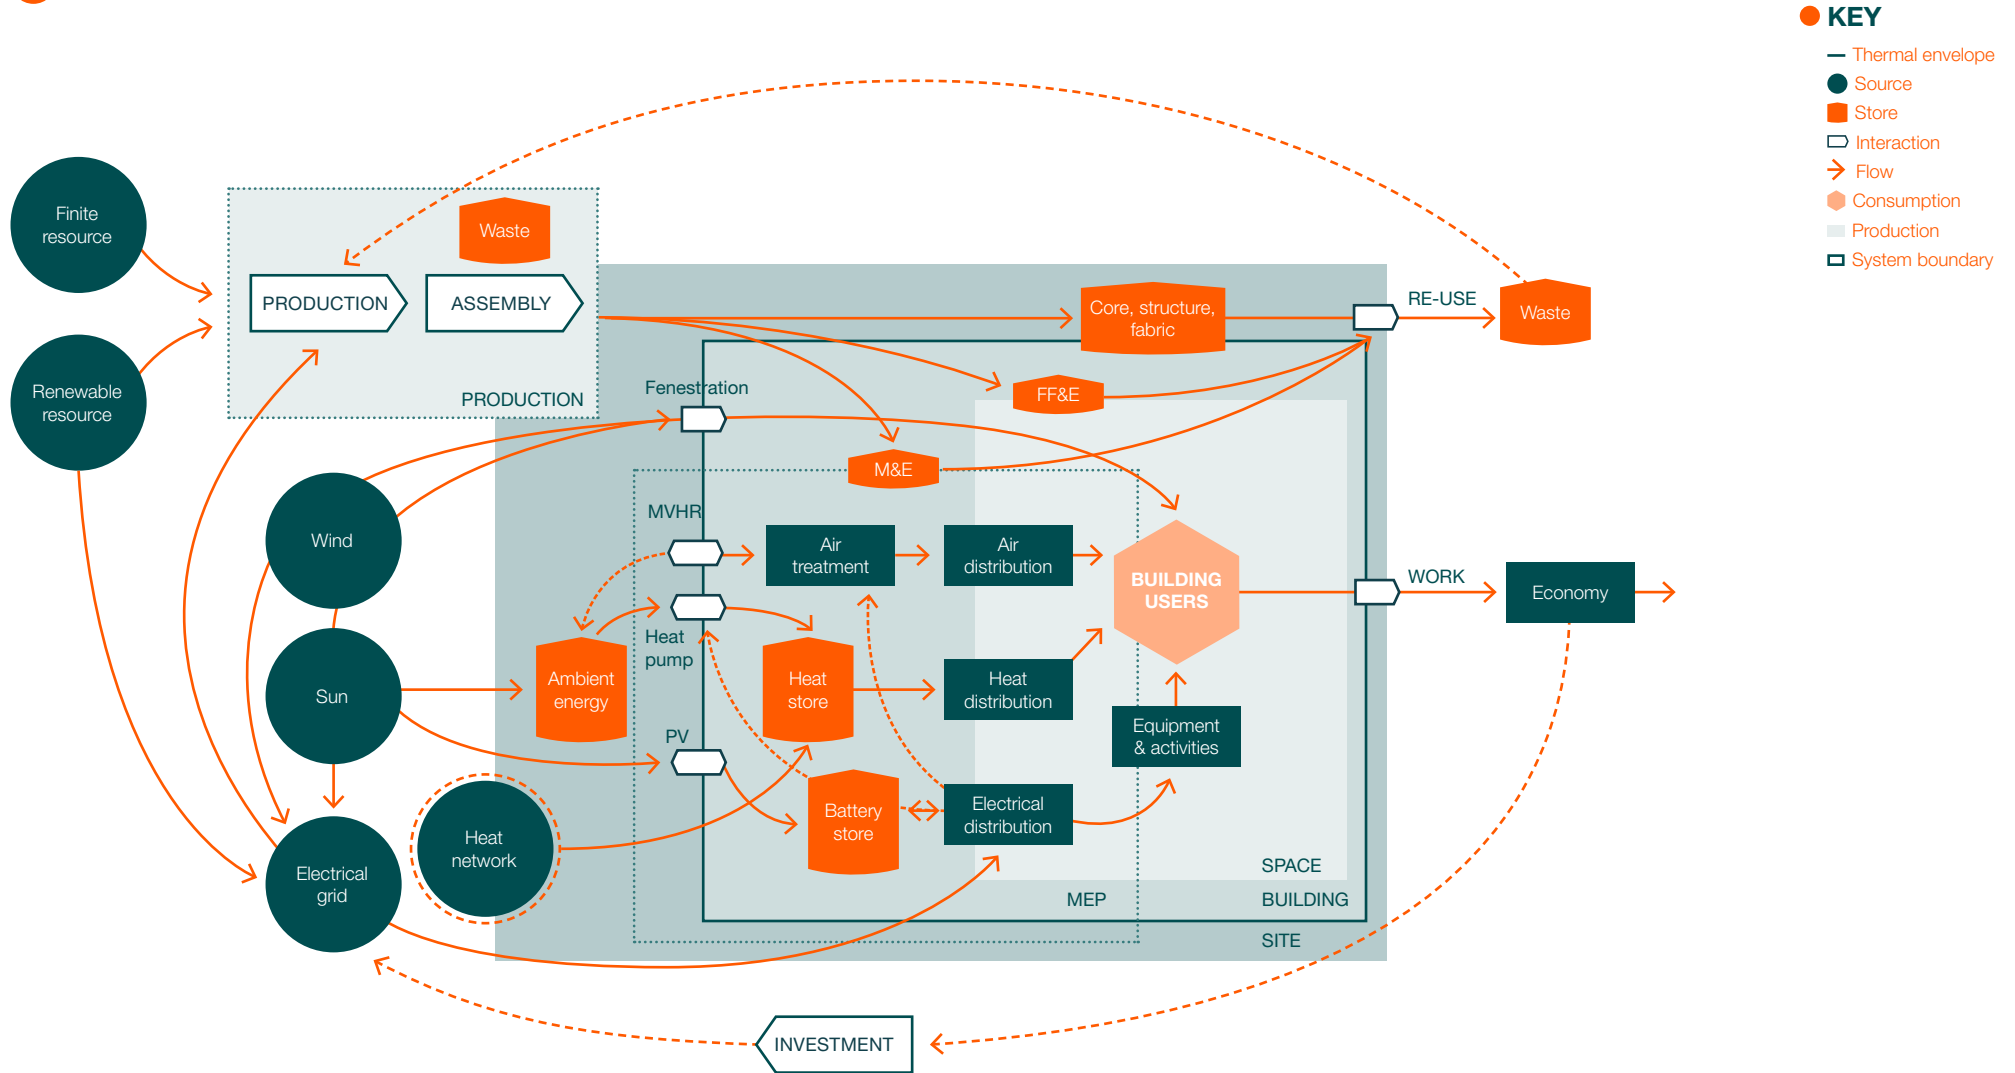 KEY
Thermal envelope
Source
Store
Interaction
Flow
Consumption
Production
System boundary
Finite
resource
Renewable
resource
Waste
PRODUCTION
ASSEMBLY
PRODUCTION
Core, structure,
fabric
RE-USE
Waste
Fenestration
FF&E
M&E
Wind
MVHR
Air
treatment
Air
distribution
BUILDING
USERS
WORK
Economy
Sun
Ambient
energy
Heat
pump
Heat
store
Heat
distribution
PV
Equipment
& activities
Battery
store
Electrical
distribution
Heat
network
Electrical
grid
SPACE
MEP
BUILDING
SITE
INVESTMENT